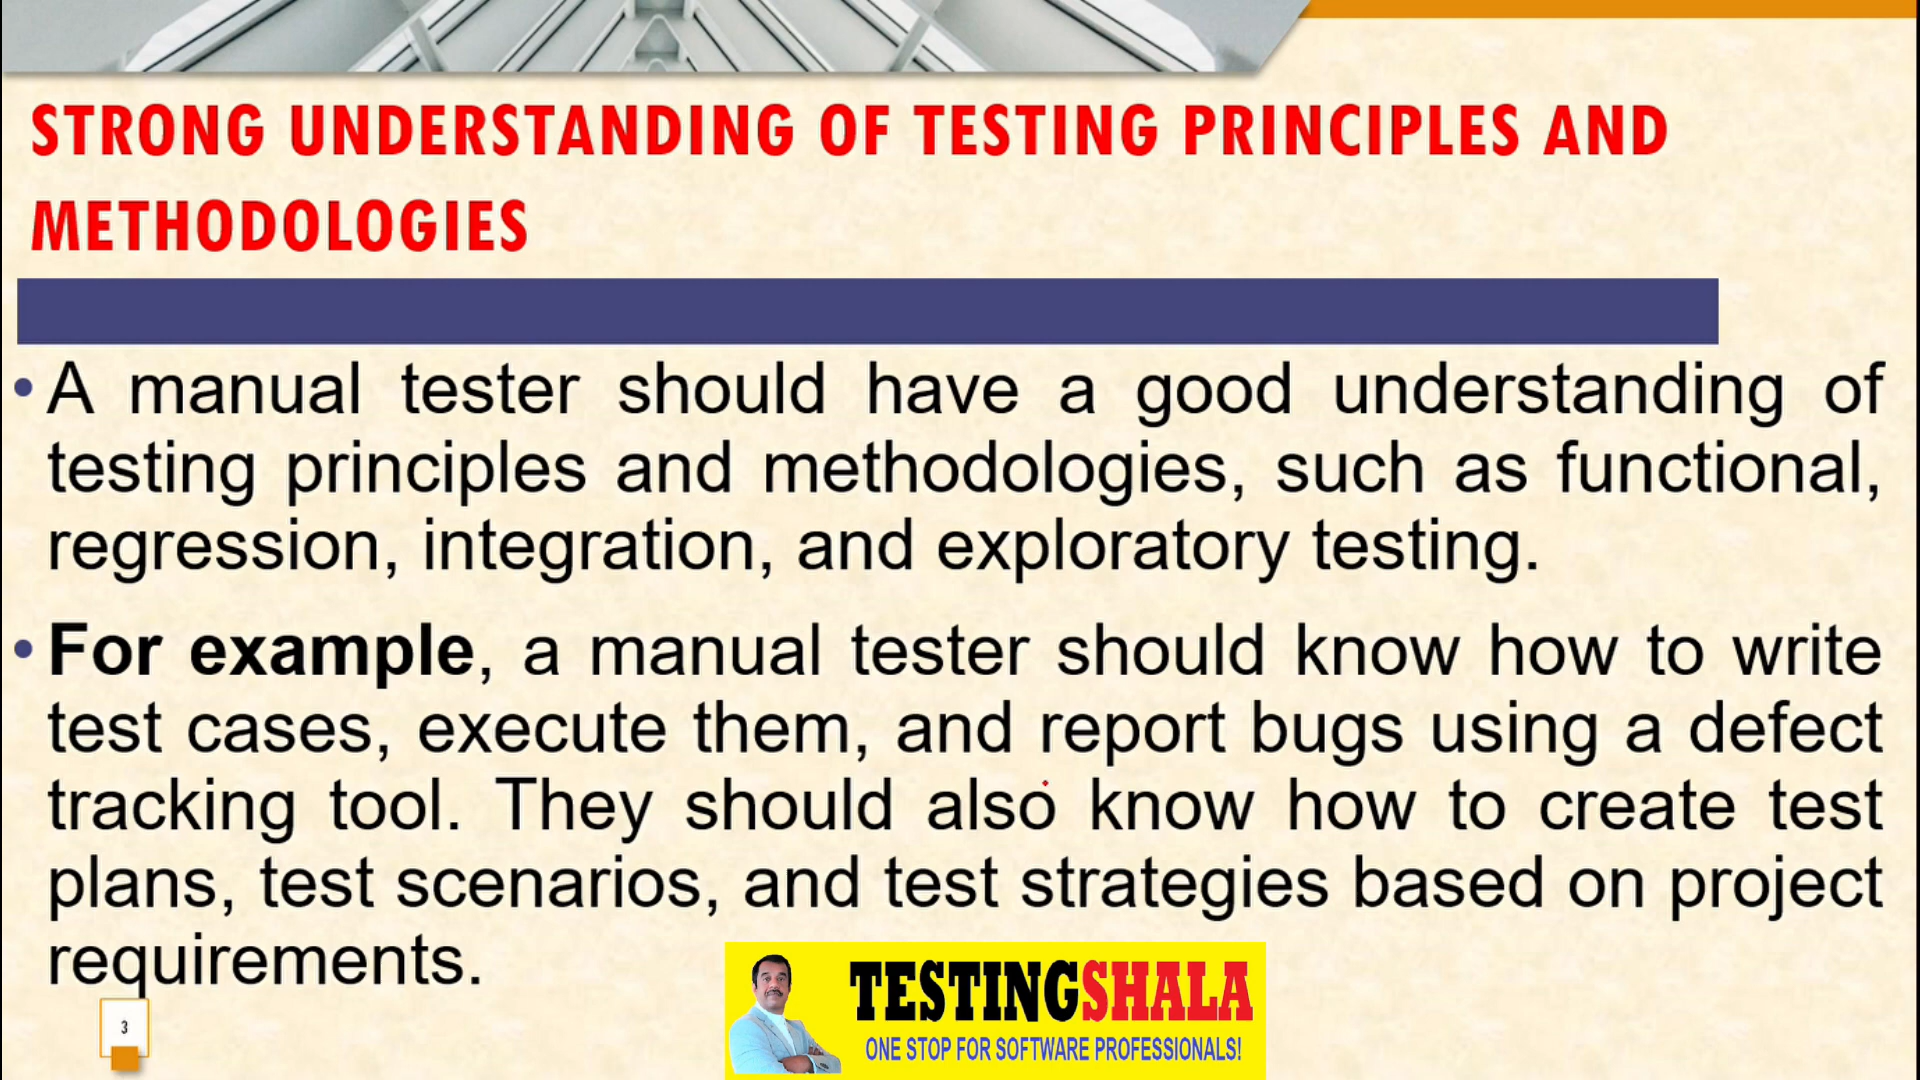 STRONG UNDERSTANDING OF TESTING PRINCIPLES AND
METHODOLOGIES
• A manual tester should have a good understanding of
testing principles and methodologies, such as functional,
regression, integration, and exploratory testing.
• For example, a manual tester should know how to write
test cases, execute them, and report bugs using a defect
tracking tool. They should also know how to create test
plans, test scenarios, and test strategies based on project
requirements.
3
TESTINGSHALA
ONE STOP FOR SOFTWARE PROFESSIONALS!